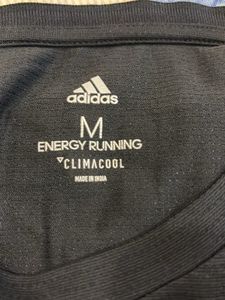 adidas
M
ENERGY RUNNING
CLIMACOOL
MADE IN INDIA